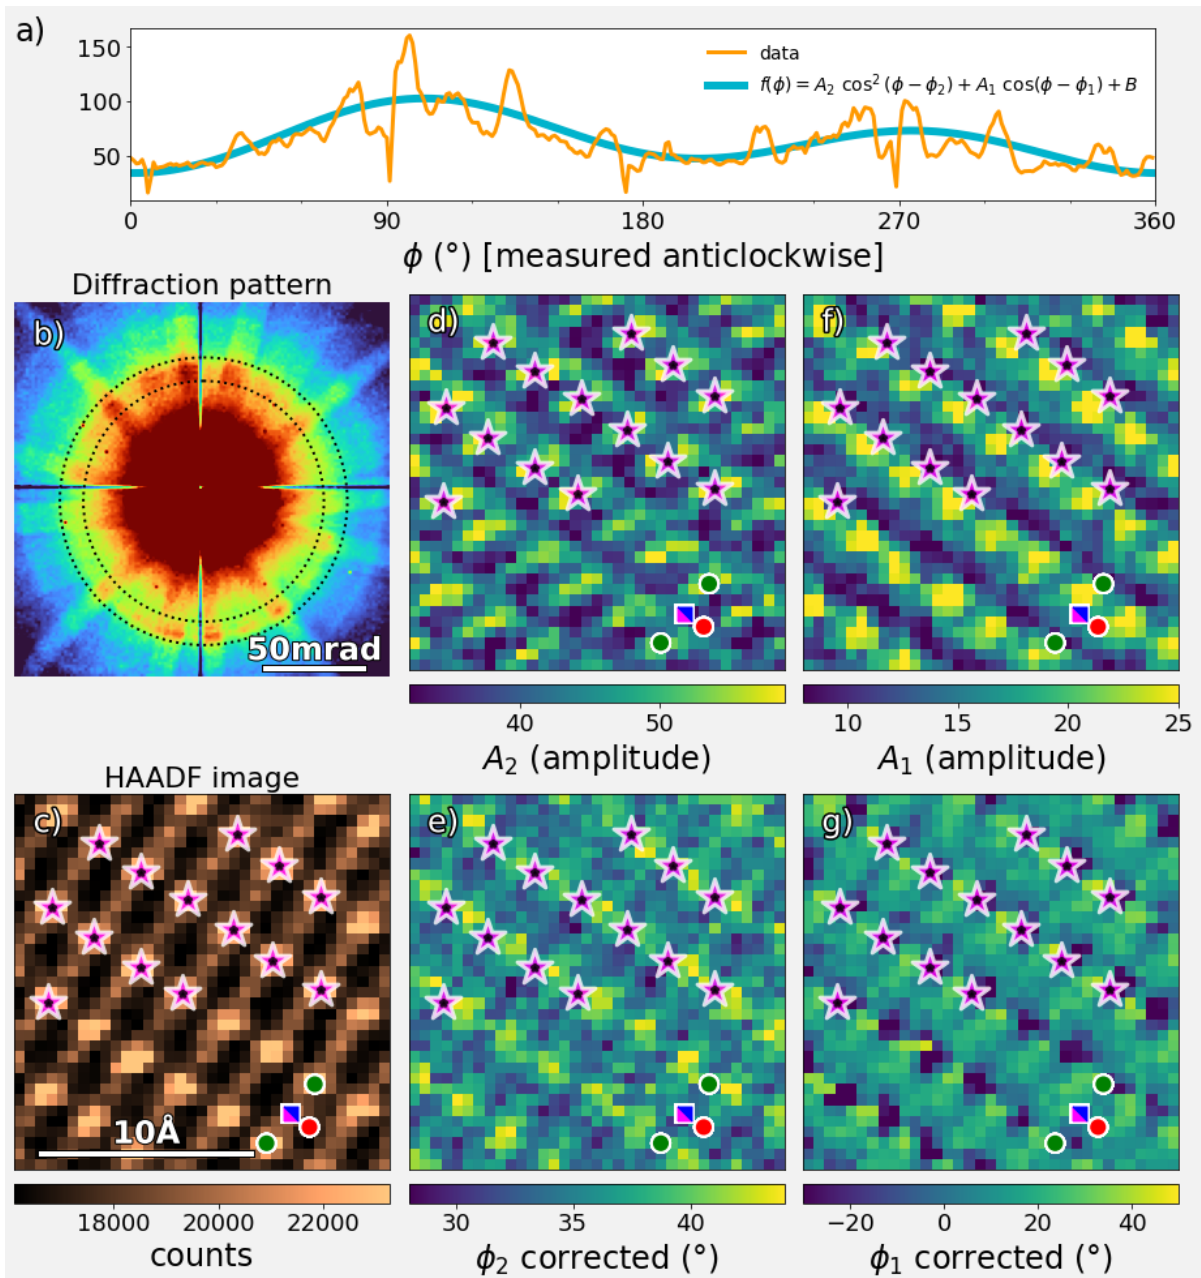 a)
150
100
50
data
f(ϕ) = A₂ cos² (ϕ − ϕ₂) + A₁ cos(ϕ − ϕ₁) + B
0 90 180 270 360
ϕ (°) [measured anticlockwise]
Diffraction pattern
b)
50mrad
d)
40 50
A₂ (amplitude)
f)
10 15 20 25
A₁ (amplitude)
HAADF image
c)
10Å
18000 20000 22000
counts
e)
30 35 40
ϕ₂ corrected (°)
g)
−20 0 20 40
ϕ₁ corrected (°)